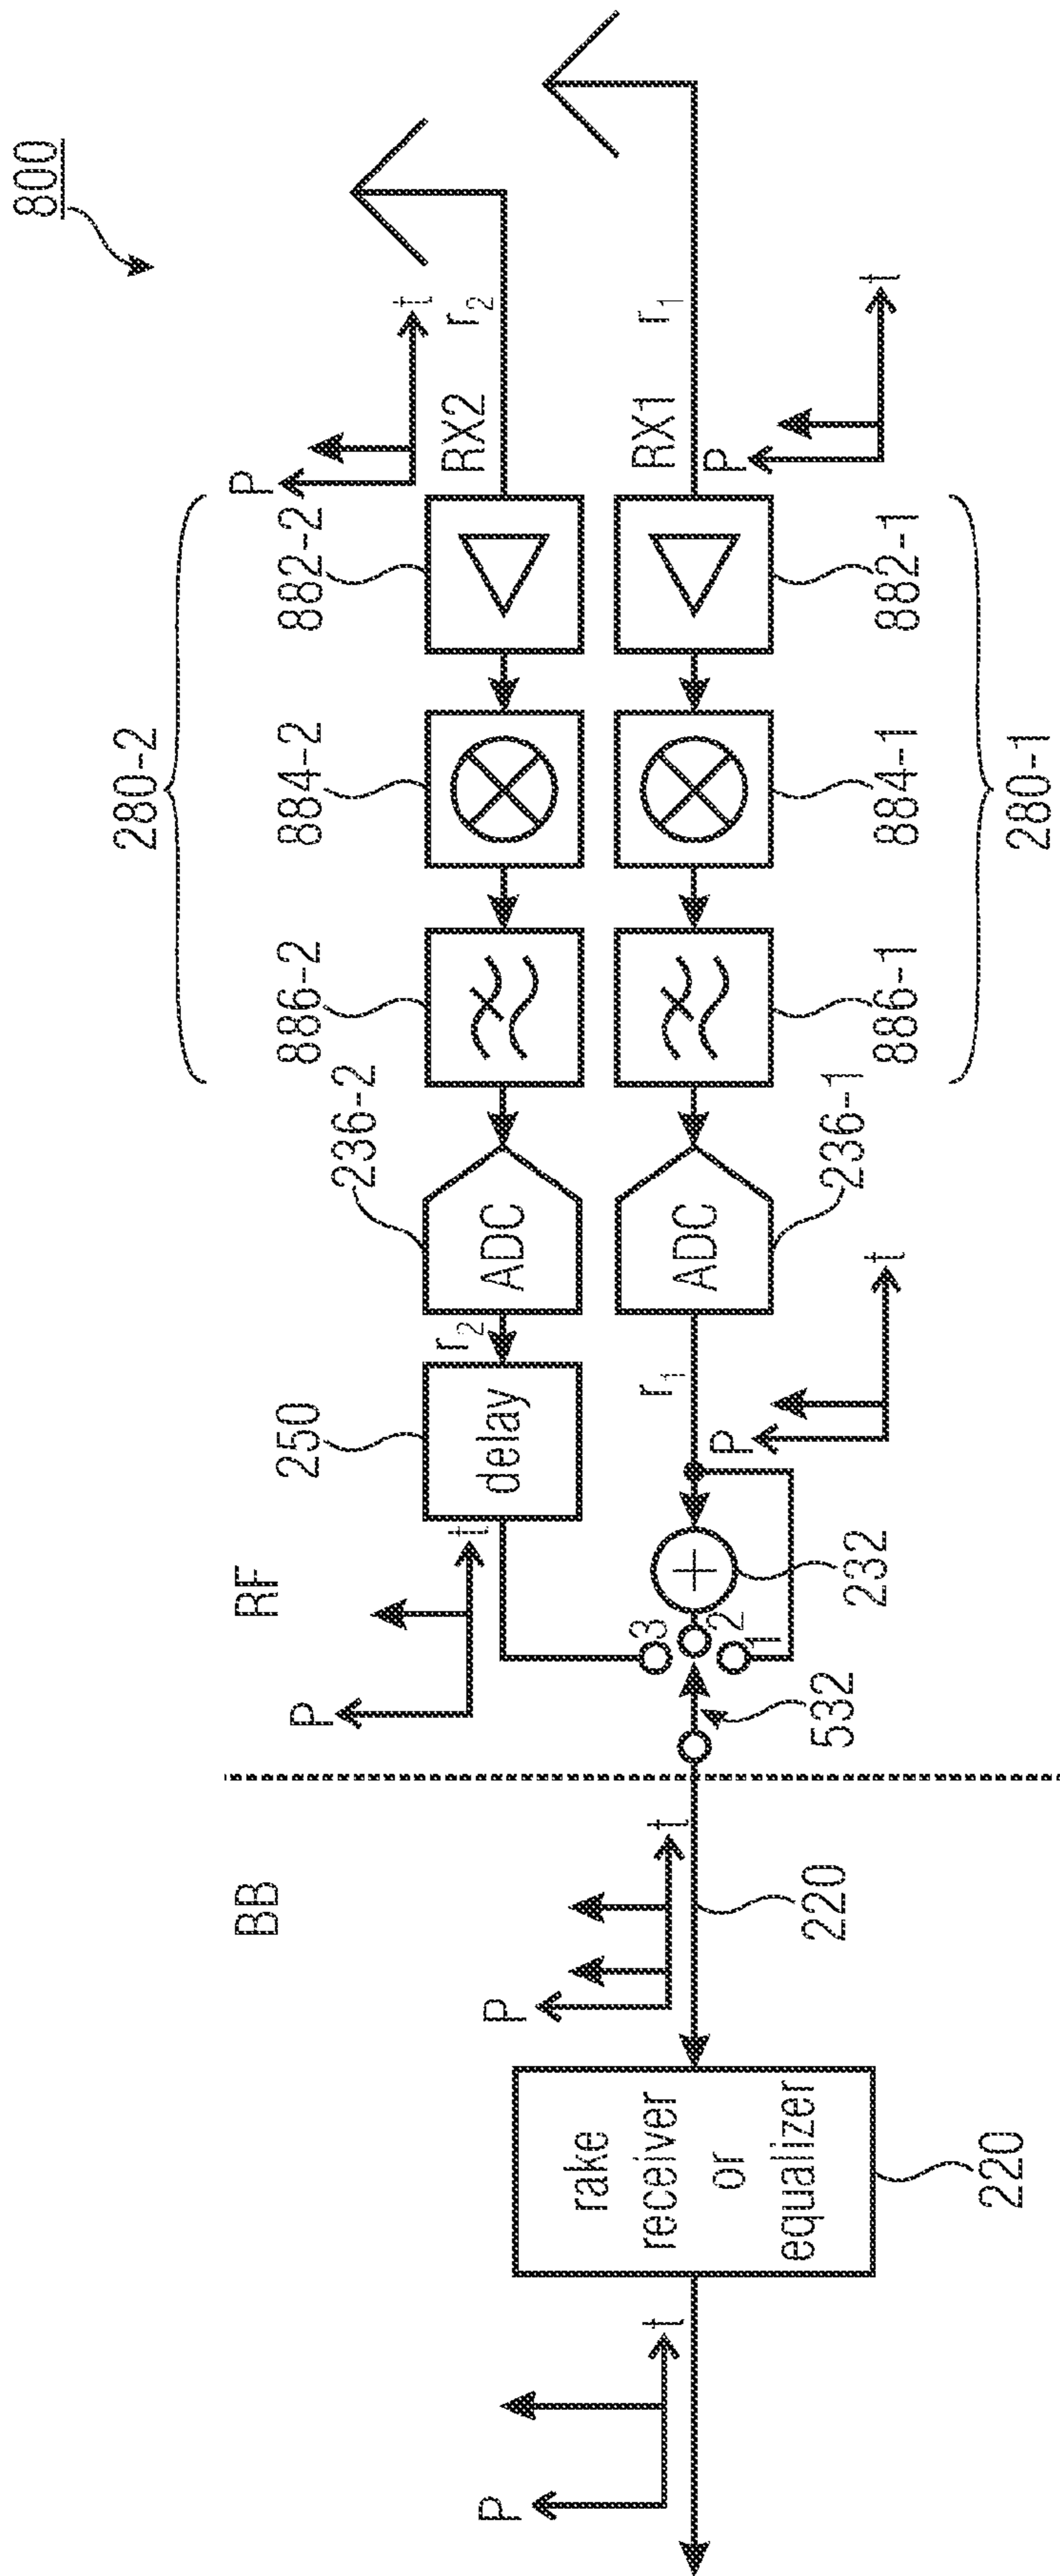 800
280-2
882-2
884-2
886-2
236-2
250
RF
BB
P
t
r2
RX2
P
t
r1
RX1
ADC
r2
delay
P
t
ADC
r1
P
t
3
2
1
232
532
P
t
220
rake
receiver
or
equalizer
220
P
t
P
t
882-1
884-1
886-1
236-1
280-1